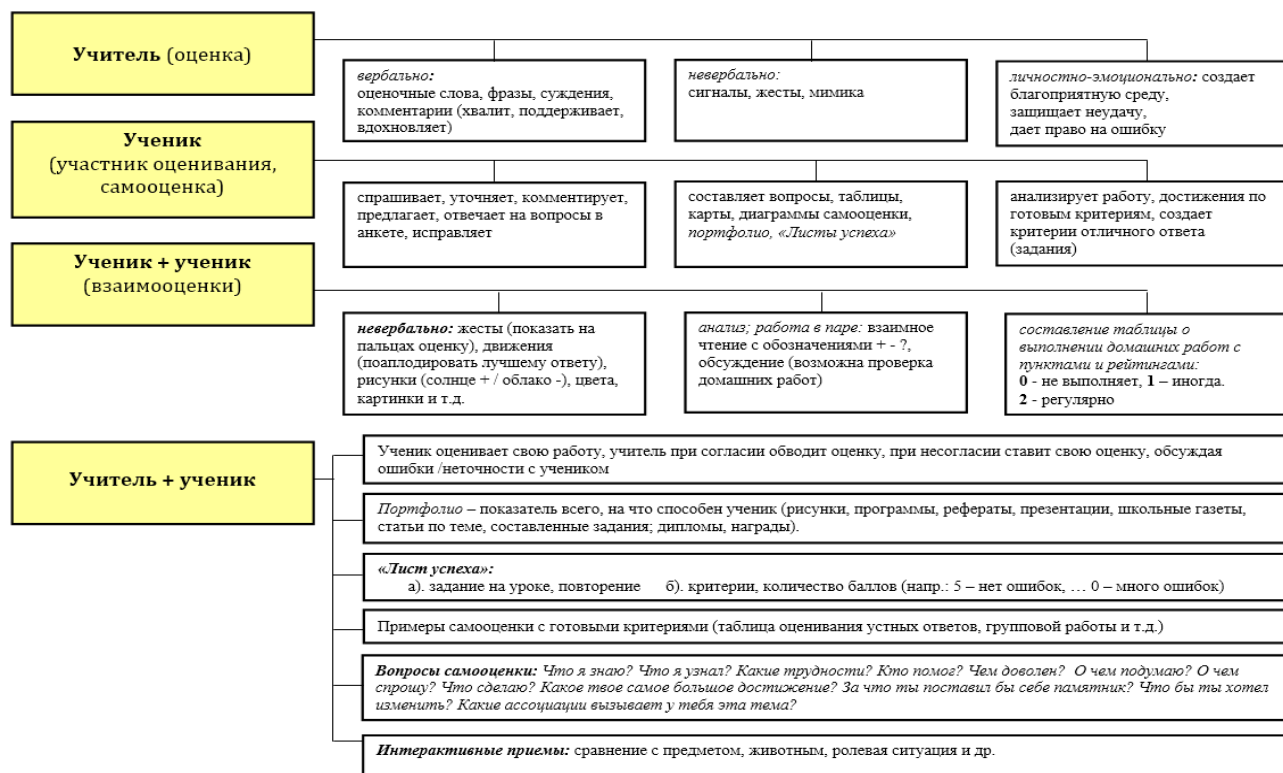 Учитель (оценка)
вербально:
оценочные слова, фразы, суждения,
комментарии (хвалит, поддерживает,
вдохновляет)
невербально:
сигналы, жесты, мимика
личностно-эмоционально: создает
благоприятную среду,
защищает неудачу,
дает право на ошибку
Ученик
(участник оценивания,
самооценка)
спрашивает, уточняет, комментирует,
предлагает, отвечает на вопросы в
анкете, исправляет
составляет вопросы, таблицы,
карты, диаграммы самооценки,
портфолио, «Листы успеха»
анализирует работу, достижения по
готовым критериям, создает
критерии отличного ответа
(задания)
Ученик + ученик
(взаимооценки)
невербально: жесты (показать на
пальцах оценку), движения
(поаплодировать лучшему ответу),
рисунки (солнце + / облако -), цвета,
картинки и т.д.
анализ; работа в паре: взаимное
чтение с обозначениями + - ?,
обсуждение (возможна проверка
домашних работ)
составление таблицы о
выполнении домашних работ с
пунктами и рейтингами:
0 - не выполняет, 1 – иногда.
2 - регулярно
Учитель + ученик
Ученик оценивает свою работу, учитель при согласии обводит оценку, при несогласии ставит свою оценку, обсуждая
ошибки /неточности с учеником
Портфолио – показатель всего, на что способен ученик (рисунки, программы, рефераты, презентации, школьные газеты,
статьи по теме, составленные задания; дипломы, награды).
«Лист успеха»:
а). задание на уроке, повторение б). критерии, количество баллов (напр.: 5 – нет ошибок, … 0 – много ошибок)
Примеры самооценки с готовыми критериями (таблица оценивания устных ответов, групповой работы и т.д.)
Вопросы самооценки: Что я знаю? Что я узнал? Какие трудности? Кто помог? Чем доволен? О чем подумаю? О чем
спрошу? Что сделаю? Какое твое самое большое достижение? За что ты поставил бы себе памятник? Что бы ты хотел
изменить? Какие ассоциации вызывает у тебя эта тема?
Интерактивные приемы: сравнение с предметом, животным, ролевая ситуация и др.